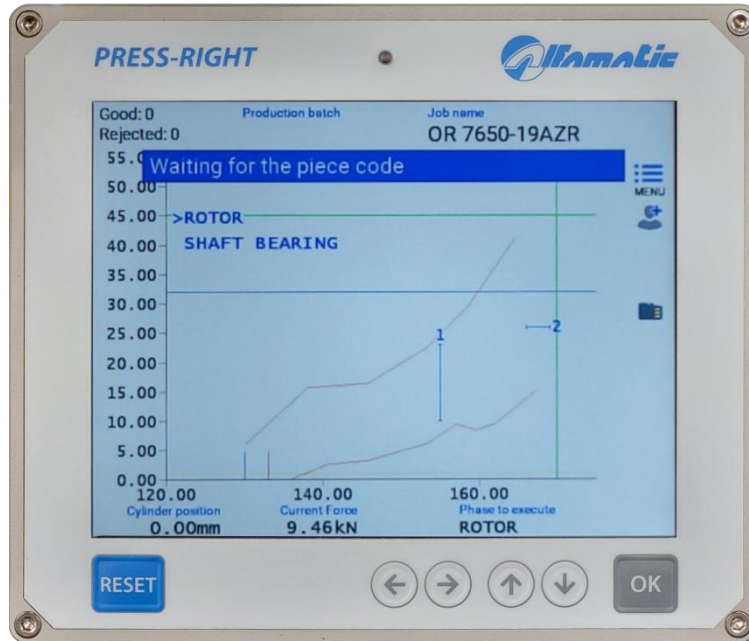 PRESS-RIGHT
Alfamatic
Good: 0
Production batch
Job name
Rejected: 0
OR 7650-19AZR
55.0
Waiting for the piece code
50.00
MENU
45.00
>ROTOR
40.00
SHAFT BEARING
35.00
30.00
25.00
1
2
20.00
15.00
10.00
5.00
0.00
120.00
140.00
160.00
Cylinder position
Current Force
Phase to execute
0.00mm
9.46kN
ROTOR
RESET
OK